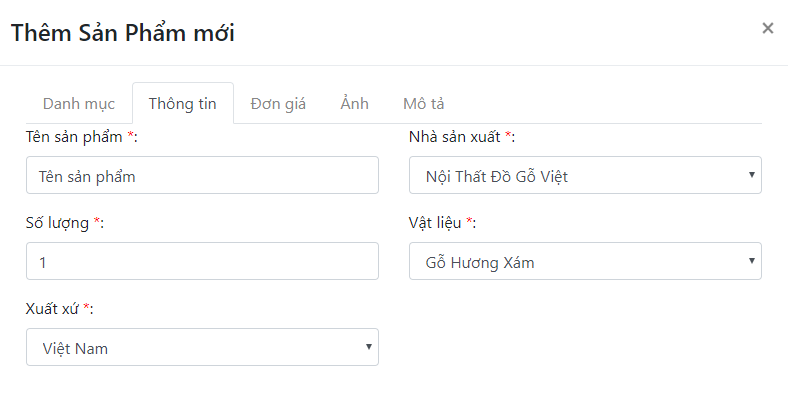 Thêm Sản Phẩm mới ×
Danh mục Thông tin Đơn giá Ảnh Mô tả
Tên sản phẩm *: Nhà sản xuất *:
Tên sản phẩm Nội Thất Đồ Gỗ Việt
Số lượng *: Vật liệu *:
1 Gỗ Hương Xám
Xuất xứ *:
Việt Nam